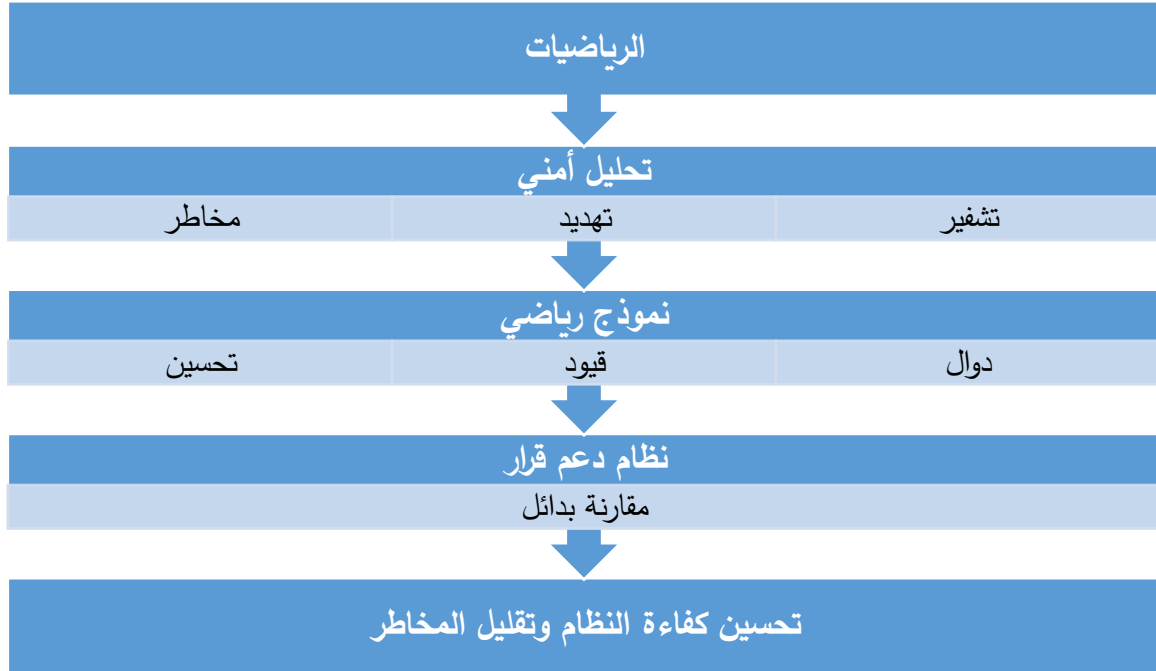 الرياضيات
تحليل أمني
تشفير تهديد مخاطر
نموذج رياضي
دوال قيود تحسين
نظام دعم قرار
مقارنة بدائل
تحسين كفاءة النظام وتقليل المخاطر